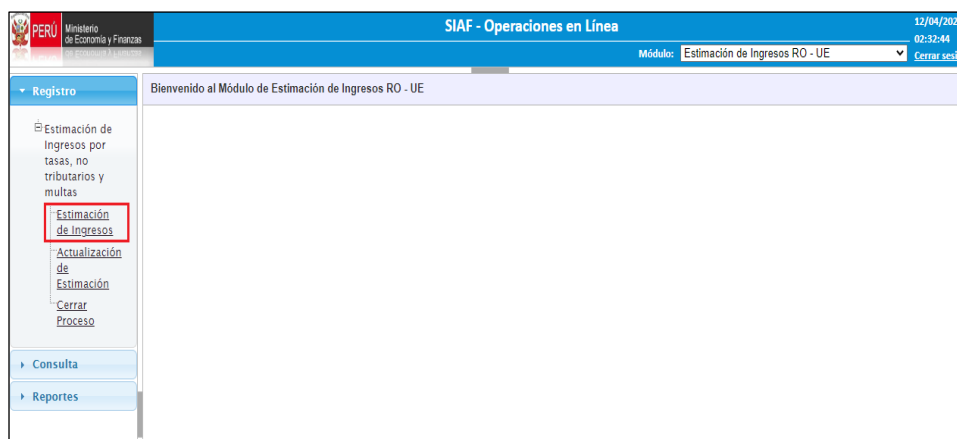 PERÚ
Ministerio
de Economía y Finanzas
SIAF - Operaciones en Línea
12/04/202
02:32:44
Módulo:
Estimación de Ingresos RO - UE
Cerrar sesi
Registro
Bienvenido al Módulo de Estimación de Ingresos RO - UE
Estimación de
Ingresos por
tasas, no
tributarios y
multas
Estimación
de Ingresos
Actualización
de
Estimación
Cerrar
Proceso
Consulta
Reportes